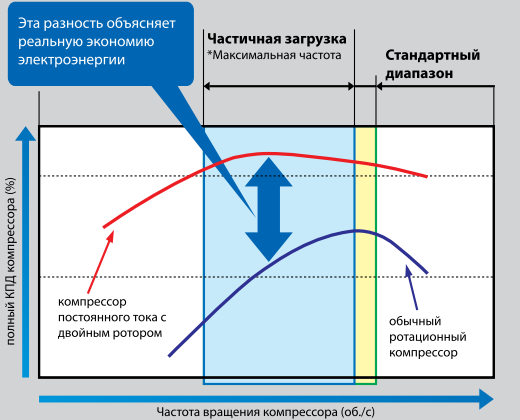 Эта разность объясняет
реальную экономию
электроэнергии
Частичная загрузка
*Максимальная частота
Стандартный
диапазон
полный КПД компрессора (%)
компрессор
постоянного тока с
двойным ротором
обычный
ротационный
компрессор
Частота вращения компрессора (об./с)